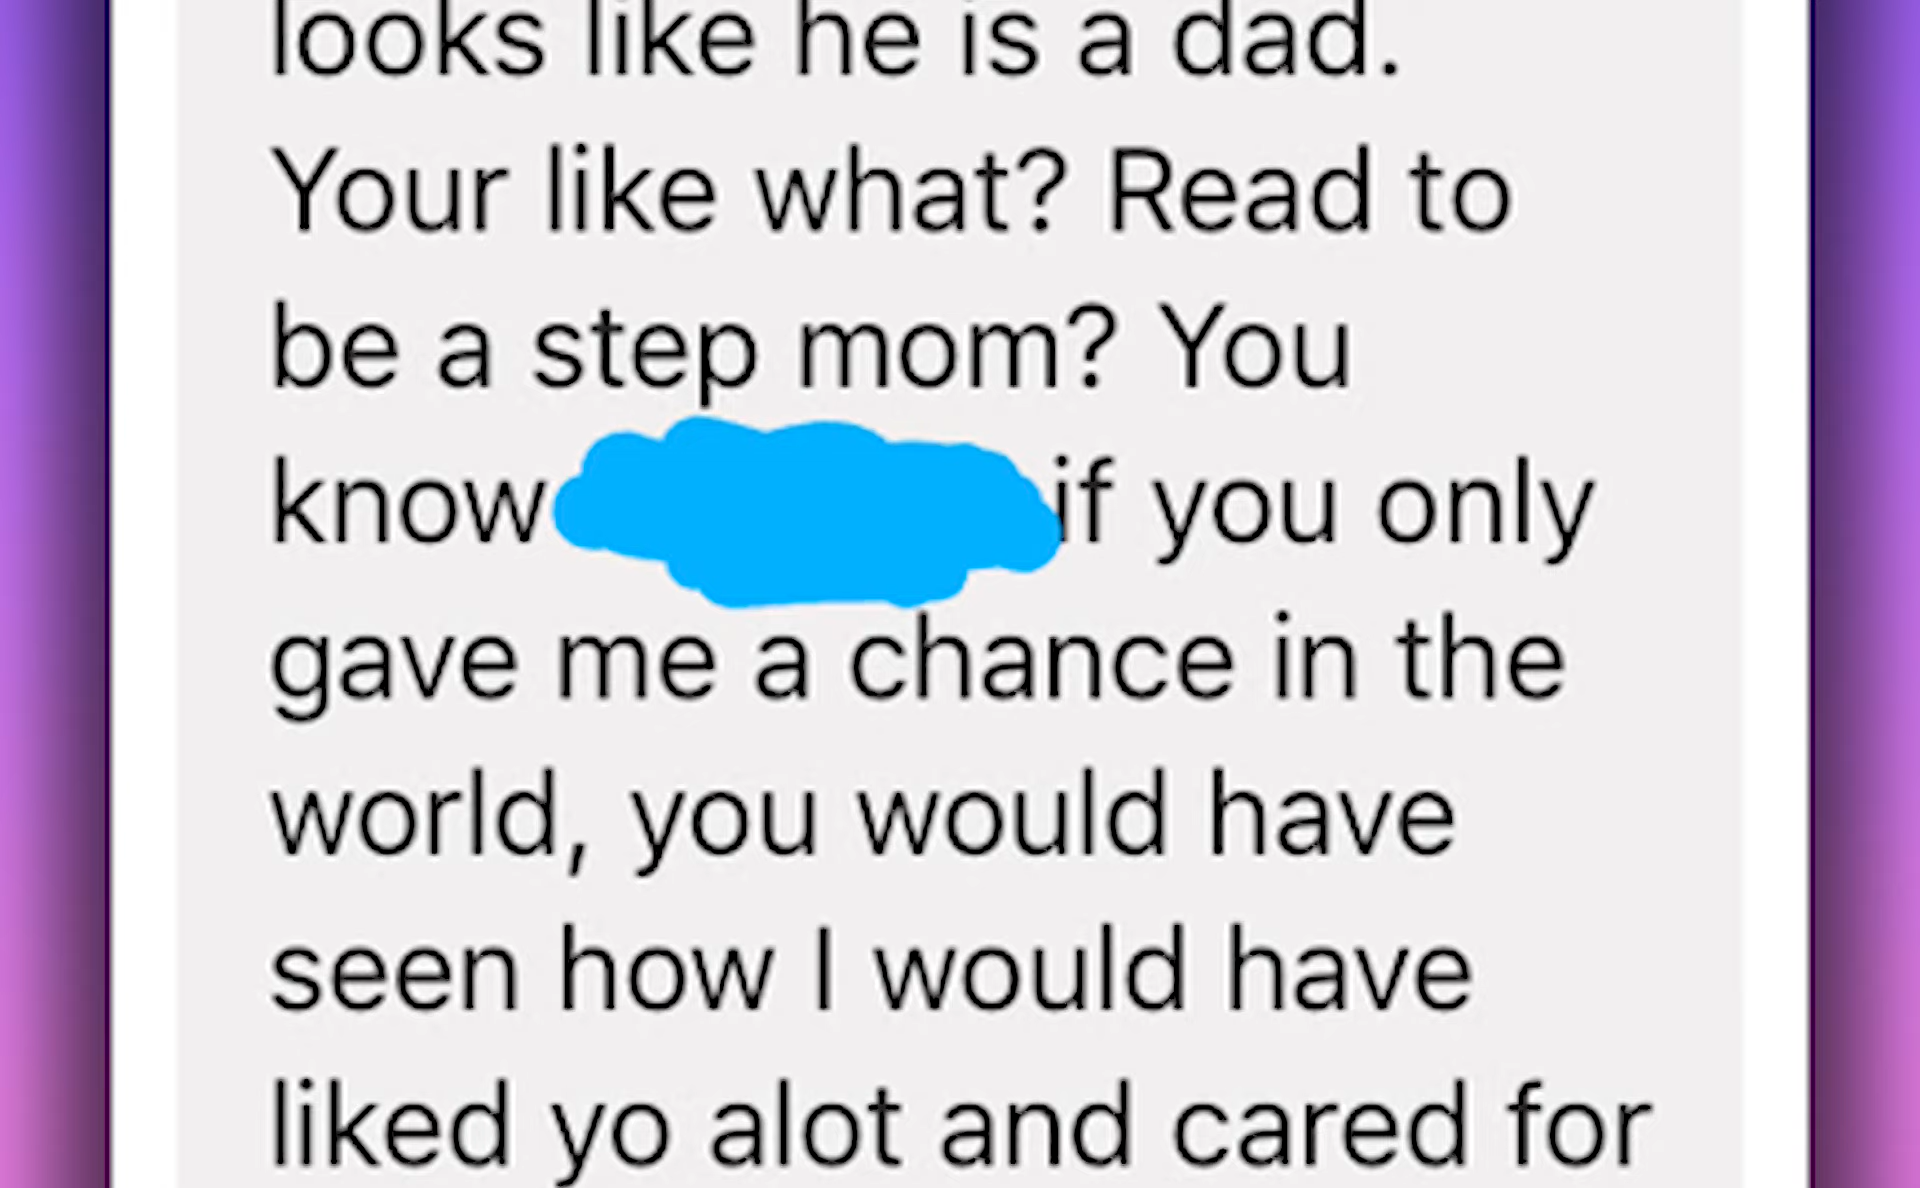 looks like he is a dad.
Your like what? Read to
be a step mom? You
know if you only
gave me a chance in the
world, you would have
seen how I would have
liked yo alot and cared for